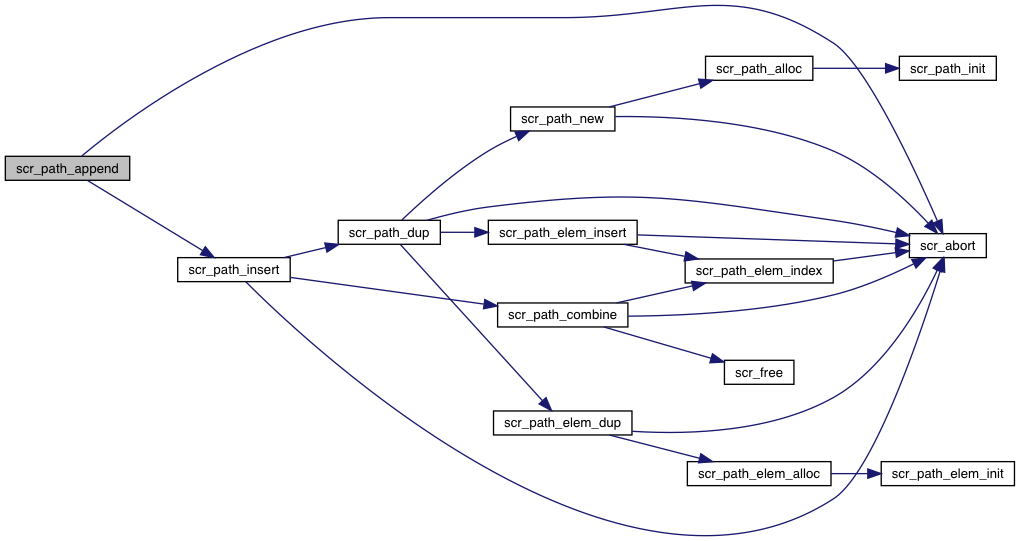 scr_path_append
scr_path_insert
scr_path_dup
scr_path_new
scr_path_alloc
scr_path_init
scr_path_elem_insert
scr_abort
scr_path_elem_index
scr_path_combine
scr_free
scr_path_elem_dup
scr_path_elem_alloc
scr_path_elem_init